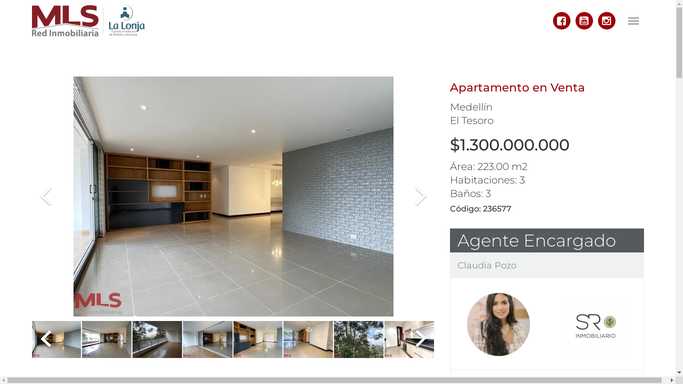 MLS
Red Inmobiliaria
La Lonja
Apartamento en Venta
Medellín
El Tesoro
$1.300.000.000
Área: 223.00 m2
Habitaciones: 3
Baños: 3
Código: 236577
MLS
Agente Encargado
Claudia Pozo
SR
INMOBILIARIO